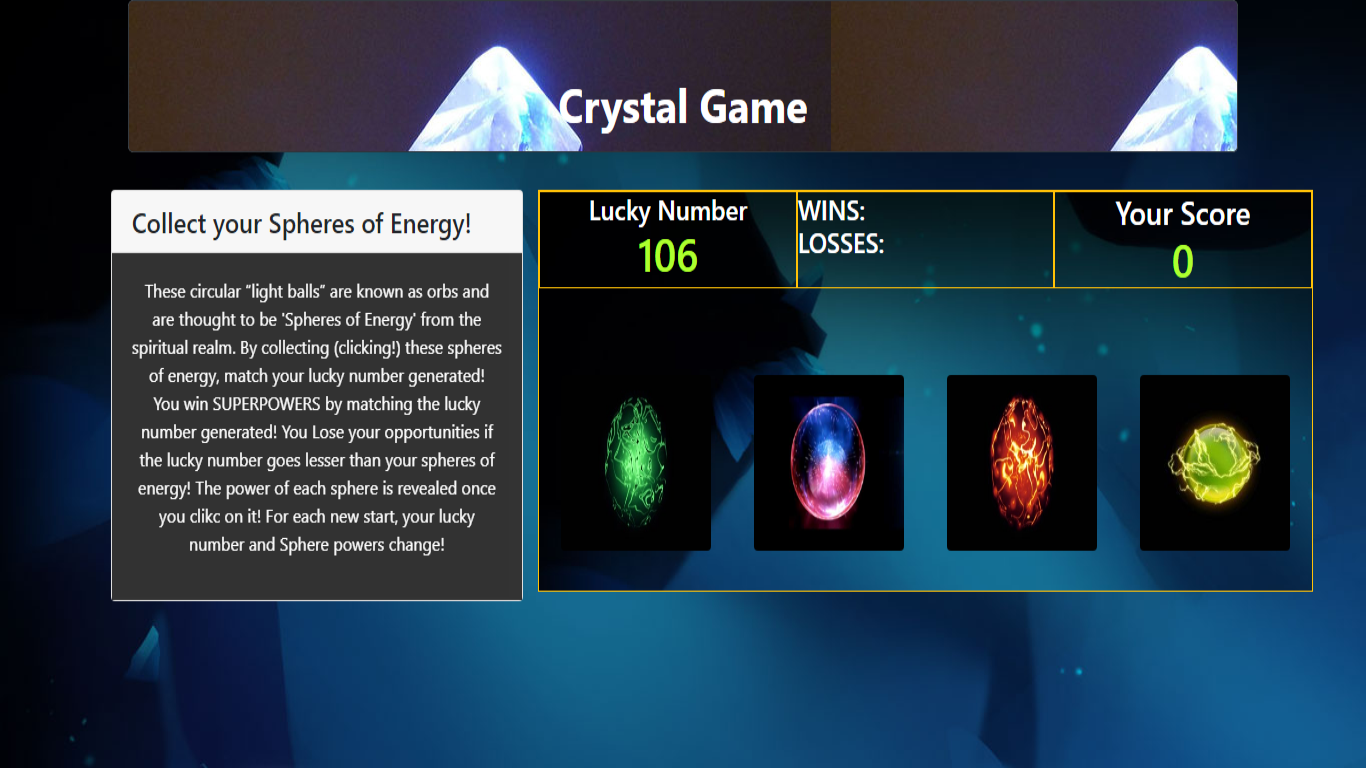 Crystal Game
Collect your Spheres of Energy!
These circular “light balls” are known as orbs and
are thought to be 'Spheres of Energy' from the
spiritual realm. By collecting (clicking!) these spheres
of energy, match your lucky number generated!
You win SUPERPOWERS by matching the lucky
number generated! You Lose your opportunities if
the lucky number goes lesser than your spheres of
energy! The power of each sphere is revealed once
you clikc on it! For each new start, your lucky
number and Sphere powers change!
Lucky Number
106
WINS:
LOSSES:
Your Score
0